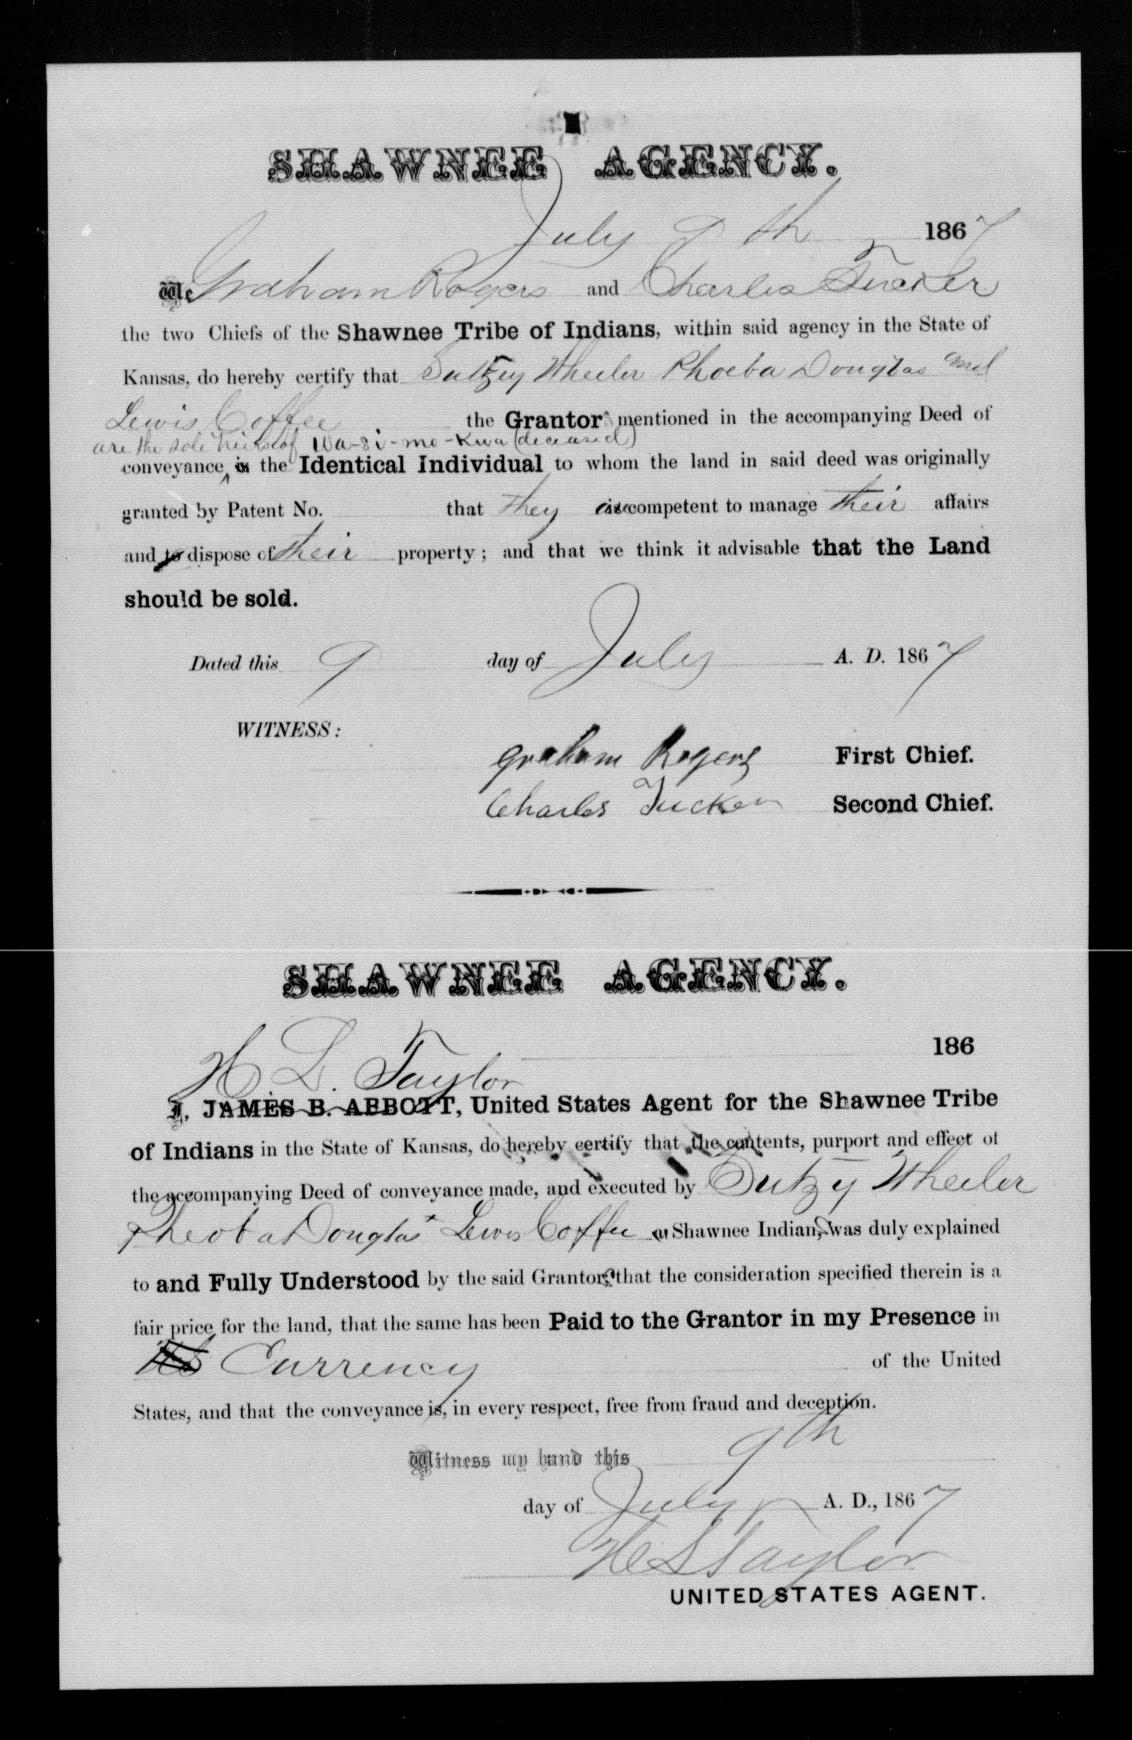 SHAWNEE AGENCY.
July 9th 1867
We Graham Rogers and Charles Tucker
the two Chiefs of the Shawnee Tribe of Indians, within said agency in the State of
Kansas, do hereby certify that Sutzy Wheeler Phoeba Douglas and
Lewis Coffee the Grantors mentioned in the accompanying Deed of
are the sole heirs of Wa-si-mo-Kwa (deceased)
conveyance, is the Identical Individual to whom the land in said deed was originally
granted by Patent No. that they are competent to manage their affairs
and to dispose of their property; and that we think it advisable that the Land
should be sold.
Dated this 9 day of July A. D. 1867
WITNESS:
Graham Rogers First Chief.
Charles Tucker Second Chief.
SHAWNEE AGENCY.
186
H L. Taylor
I, JAMES B. ABBOTT, United States Agent for the Shawnee Tribe
of Indians in the State of Kansas, do hereby certify that the contents, purport and effect of
the accompanying Deed of conveyance made, and executed by Sutzy Wheeler
Pheoba Douglas Lewis Coffee a Shawnee Indians, was duly explained
to and Fully Understood by the said Grantors that the consideration specified therein is a
fair price for the land, that the same has been Paid to the Grantor in my Presence in
Currency of the United
States, and that the conveyance is, in every respect, free from fraud and deception.
Witness my hand this 9th
day of July A. D., 1867
H L Taylor
UNITED STATES AGENT.